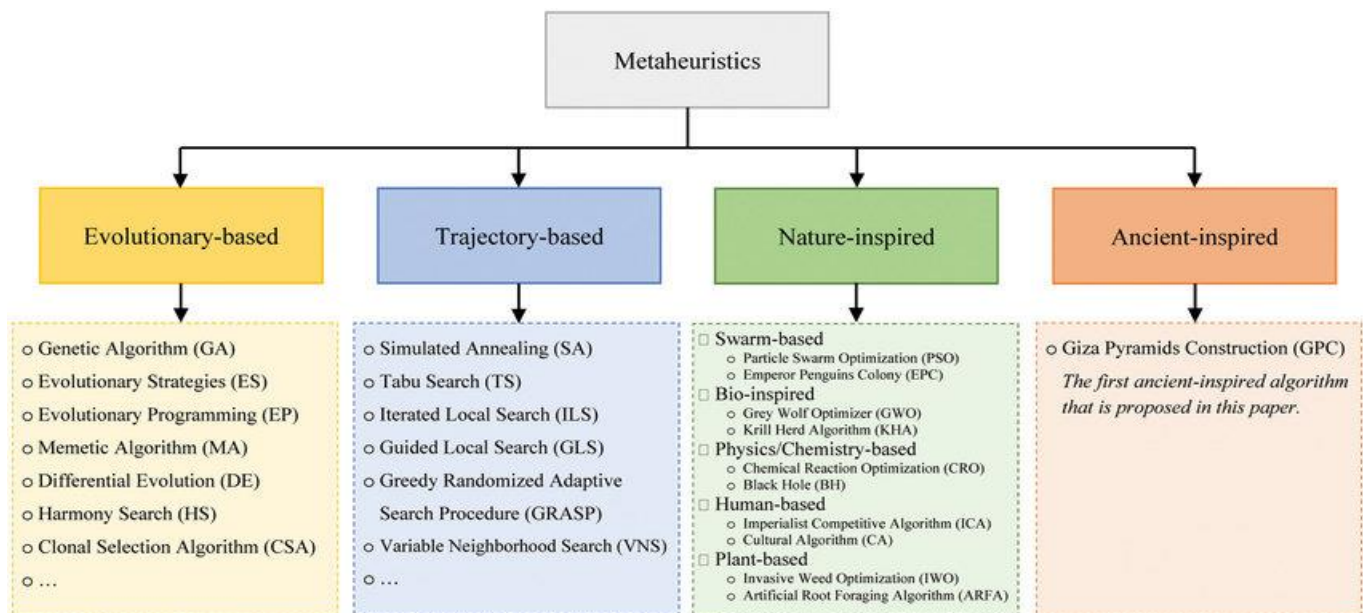 Metaheuristics
Evolutionary-based
Trajectory-based
Nature-inspired
Ancient-inspired
o Genetic Algorithm (GA)
o Evolutionary Strategies (ES)
o Evolutionary Programming (EP)
o Memetic Algorithm (MA)
o Differential Evolution (DE)
o Harmony Search (HS)
o Clonal Selection Algorithm (CSA)
o …
o Simulated Annealing (SA)
o Tabu Search (TS)
o Iterated Local Search (ILS)
o Guided Local Search (GLS)
o Greedy Randomized Adaptive
Search Procedure (GRASP)
o Variable Neighborhood Search (VNS)
o …
□ Swarm-based
o Particle Swarm Optimization (PSO)
o Emperor Penguins Colony (EPC)
□ Bio-inspired
o Grey Wolf Optimizer (GWO)
o Krill Herd Algorithm (KHA)
□ Physics/Chemistry-based
o Chemical Reaction Optimization (CRO)
o Black Hole (BH)
□ Human-based
o Imperialist Competitive Algorithm (ICA)
o Cultural Algorithm (CA)
□ Plant-based
o Invasive Weed Optimization (IWO)
o Artificial Root Foraging Algorithm (ARFA)
o Giza Pyramids Construction (GPC)
The first ancient-inspired algorithm
that is proposed in this paper.